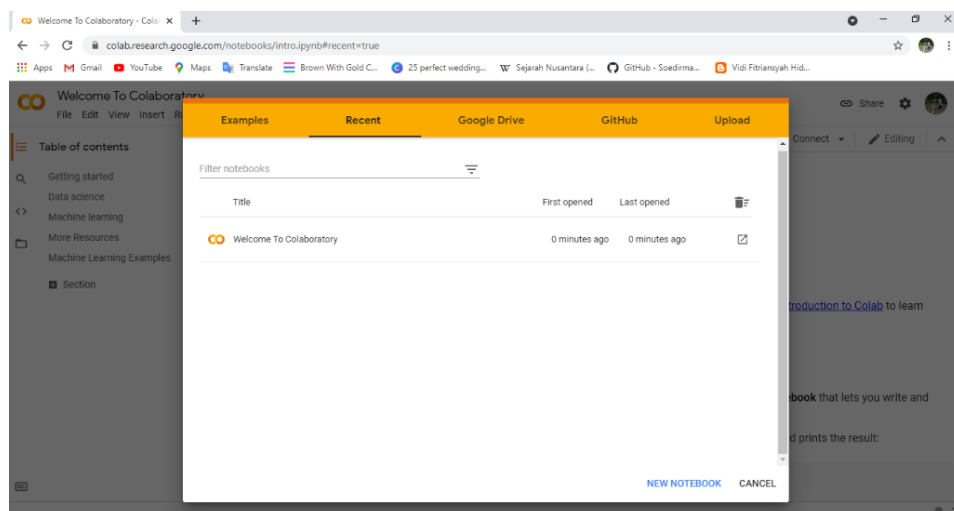 Welcome To Colaboratory - Colab
colab.research.google.com/notebooks/intro.ipynb#recent=true
Apps Gmail YouTube Maps Translate Brown With Gold C... 25 perfect wedding... Sejarah Nusantara (... GitHub - Soedirma... Vidi Fitriansyah Hid...
Welcome To Colaboratory
File Edit View Insert
Share
Connect Editing
Table of contents
Getting started
Data science
Machine learning
More Resources
Machine Learning Examples
Section
Examples Recent Google Drive GitHub Upload
Filter notebooks
Title First opened Last opened
Welcome To Colaboratory 0 minutes ago 0 minutes ago
NEW NOTEBOOK CANCEL
troduction to Colab to learn
book that lets you write and
d prints the result: